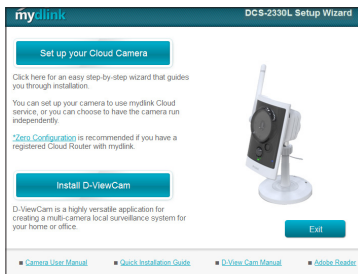 mydlink
DCS-2330L Setup Wizard
Set up your Cloud Camera
Click here for an easy step-by-step wizard that guides
you through installation.
You can set up your camera to use mydlink Cloud
service, or you can choose to have the camera run
independently.
*Zero Configuration is recommended if you have a
registered Cloud Router with mydlink.
Install D-ViewCam
D-ViewCam is a highly versatile application for
creating a multi-camera local surveillance system for
your home or office.
Exit
Camera User Manual
Quick Installation Guide
D-View Cam Manual
Adobe Reader